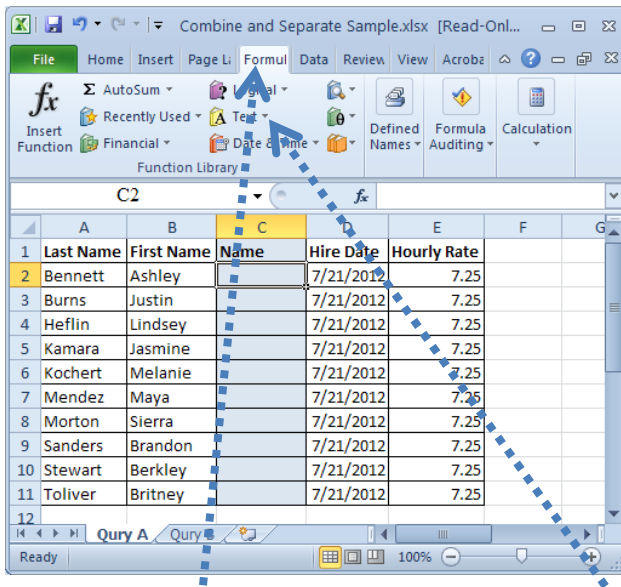 Combine and Separate Sample.xlsx [Read-Onl...
File Home Insert Page L Formul Data Review View Acroba
Σ AutoSum
Recently Used
Financial
Text
Date & Time
fx
Insert
Function
Defined
Names
Formula
Auditing
Calculation
Function Library
C2 fx
A B C D E F G
1 Last Name First Name Name Hire Date Hourly Rate
2 Bennett Ashley 7/21/2012 7.25
3 Burns Justin 7/21/2012 7.25
4 Heflin Lindsey 7/21/2012 7.25
5 Kamara Jasmine 7/21/2012 7.25
6 Kochert Melanie 7/21/2012 7.25
7 Mendez Maya 7/21/2012 7.25
8 Morton Sierra 7/21/2012 7.25
9 Sanders Brandon 7/21/2012 7.25
10 Stewart Berkley 7/21/2012 7.25
11 Toliver Britney 7/21/2012 7.25
12
Qury A Qury
Ready 100%